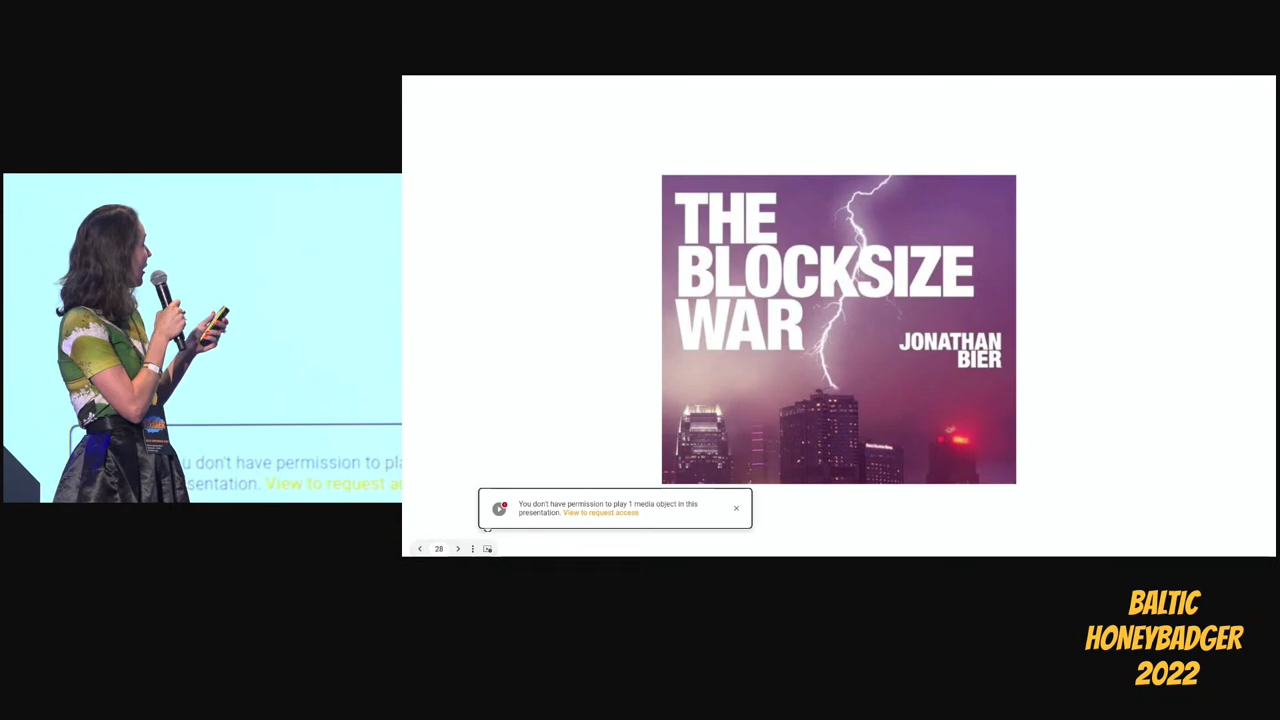 THE
BLOCKSIZE
WAR
JONATHAN
BIER
u don't have permission to pla
sentation. View to request a
You don't have permission to play 1 media object in this
presentation. View to request access
28
BALTIC
HONEYBADGER
2022